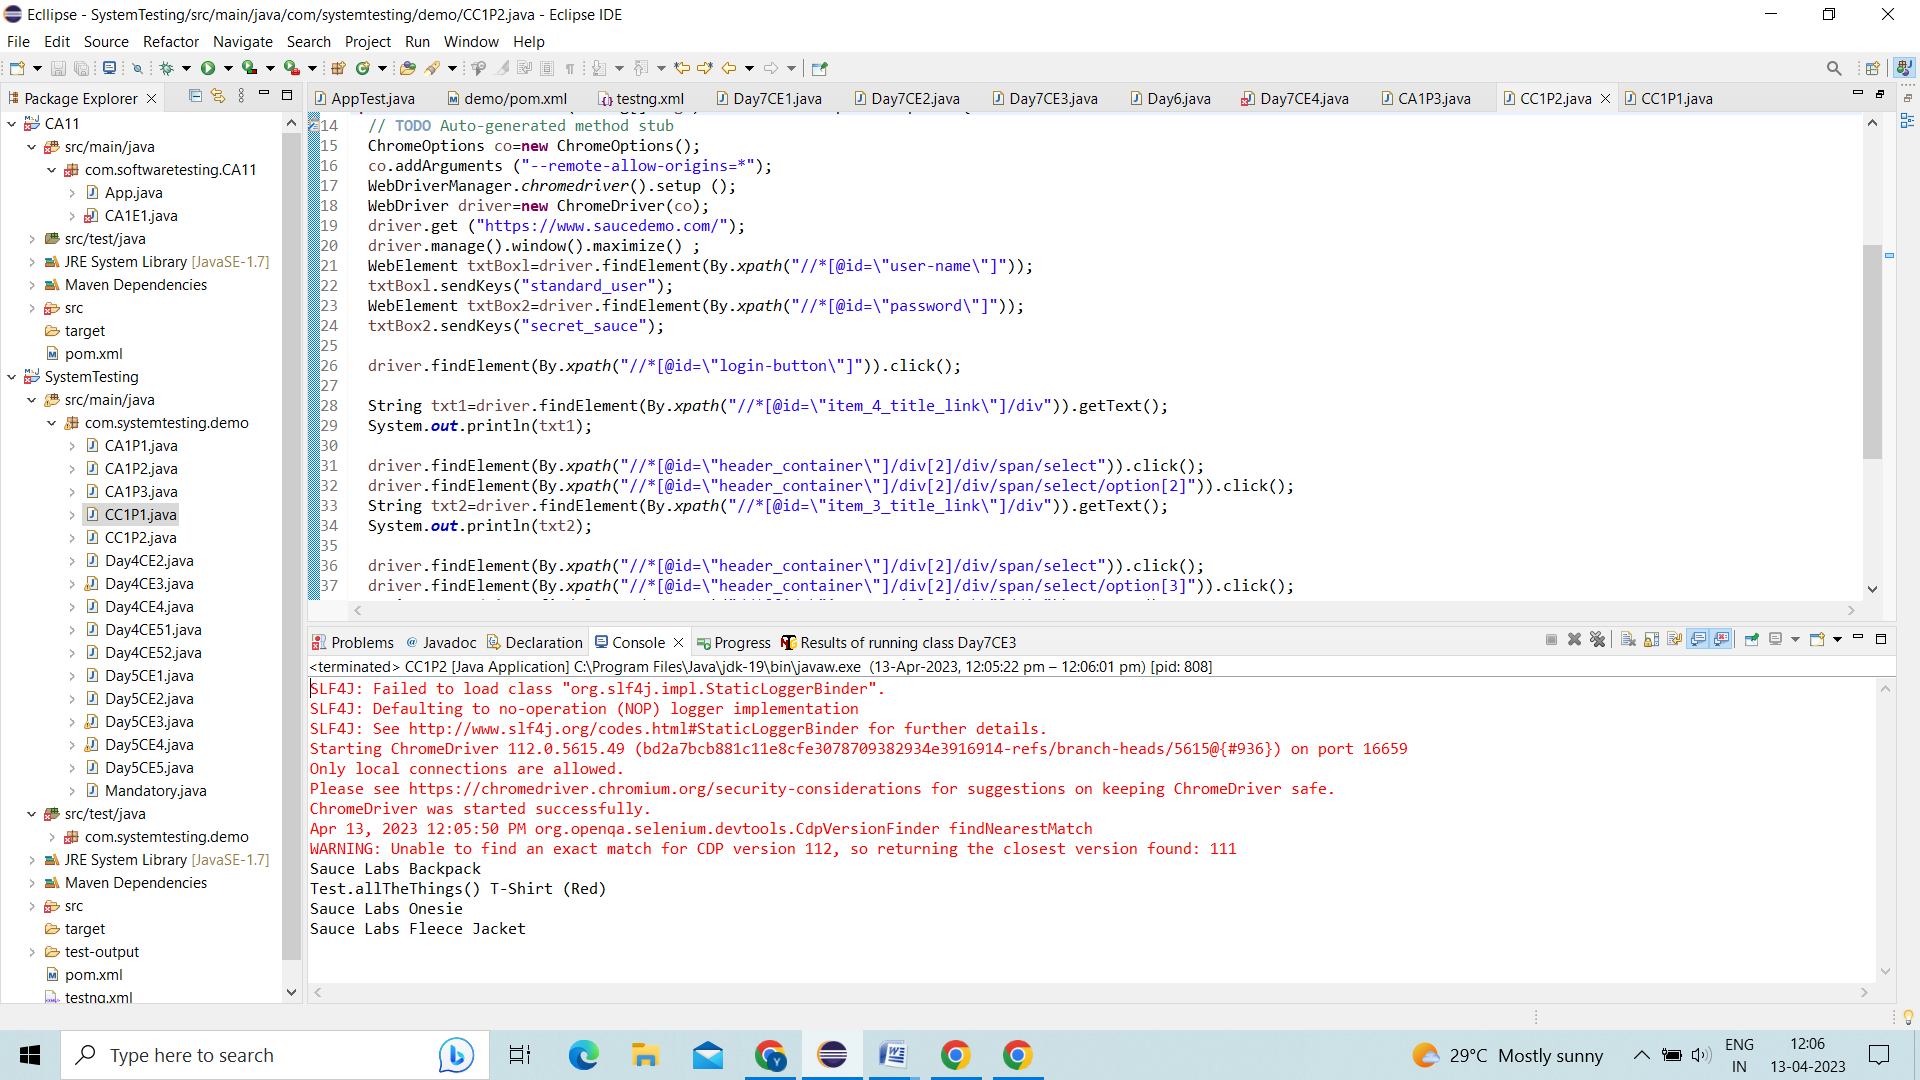 Ecllipse - SystemTesting/src/main/java/com/systemtesting/demo/CC1P2.java - Eclipse IDE
File Edit Source Refactor Navigate Search Project Run Window Help
Package Explorer
CA11
src/main/java
com.softwaretesting.CA11
App.java
CA1E1.java
src/test/java
JRE System Library [JavaSE-1.7]
Maven Dependencies
src
target
pom.xml
SystemTesting
src/main/java
com.systemtesting.demo
CA1P1.java
CA1P2.java
CA1P3.java
CC1P1.java
CC1P2.java
Day4CE2.java
Day4CE3.java
Day4CE4.java
Day4CE51.java
Day4CE52.java
Day5CE1.java
Day5CE2.java
Day5CE3.java
Day5CE4.java
Day5CE5.java
Mandatory.java
src/test/java
com.systemtesting.demo
JRE System Library [JavaSE-1.7]
Maven Dependencies
src
target
test-output
pom.xml
testng.xml
AppTest.java demo/pom.xml testng.xml Day7CE1.java Day7CE2.java Day7CE3.java Day6.java Day7CE4.java CA1P3.java CC1P2.java CC1P1.java
14 // TODO Auto-generated method stub
15 ChromeOptions co=new ChromeOptions();
16 co.addArguments ("--remote-allow-origins=*");
17 WebDriverManager.chromedriver().setup ();
18 WebDriver driver=new ChromeDriver(co);
19 driver.get ("https://www.saucedemo.com/");
20 driver.manage().window().maximize() ;
21 WebElement txtBoxl=driver.findElement(By.xpath("//*[@id=\"user-name\"]"));
22 txtBoxl.sendKeys("standard_user");
23 WebElement txtBox2=driver.findElement(By.xpath("//*[@id=\"password\"]"));
24 txtBox2.sendKeys("secret_sauce");
25
26 driver.findElement(By.xpath("//*[@id=\"login-button\"]")).click();
27
28 String txt1=driver.findElement(By.xpath("//*[@id=\"item_4_title_link\"]/div")).getText();
29 System.out.println(txt1);
30
31 driver.findElement(By.xpath("//*[@id=\"header_container\"]/div[2]/div/span/select")).click();
32 driver.findElement(By.xpath("//*[@id=\"header_container\"]/div[2]/div/span/select/option[2]")).click();
33 String txt2=driver.findElement(By.xpath("//*[@id=\"item_3_title_link\"]/div")).getText();
34 System.out.println(txt2);
35
36 driver.findElement(By.xpath("//*[@id=\"header_container\"]/div[2]/div/span/select")).click();
37 driver.findElement(By.xpath("//*[@id=\"header_container\"]/div[2]/div/span/select/option[3]")).click();
Problems Javadoc Declaration Console Progress Results of running class Day7CE3
<terminated> CC1P2 [Java Application] C:\Program Files\Java\jdk-19\bin\javaw.exe (13-Apr-2023, 12:05:22 pm – 12:06:01 pm) [pid: 808]
SLF4J: Failed to load class "org.slf4j.impl.StaticLoggerBinder".
SLF4J: Defaulting to no-operation (NOP) logger implementation
SLF4J: See http://www.slf4j.org/codes.html#StaticLoggerBinder for further details.
Starting ChromeDriver 112.0.5615.49 (bd2a7bcb881c11e8cfe3078709382934e3916914-refs/branch-heads/5615@{#936}) on port 16659
Only local connections are allowed.
Please see https://chromedriver.chromium.org/security-considerations for suggestions on keeping ChromeDriver safe.
ChromeDriver was started successfully.
Apr 13, 2023 12:05:50 PM org.openqa.selenium.devtools.CdpVersionFinder findNearestMatch
WARNING: Unable to find an exact match for CDP version 112, so returning the closest version found: 111
Sauce Labs Backpack
Test.allTheThings() T-Shirt (Red)
Sauce Labs Onesie
Sauce Labs Fleece Jacket
Type here to search
29°C Mostly sunny
ENG
IN
12:06
13-04-2023